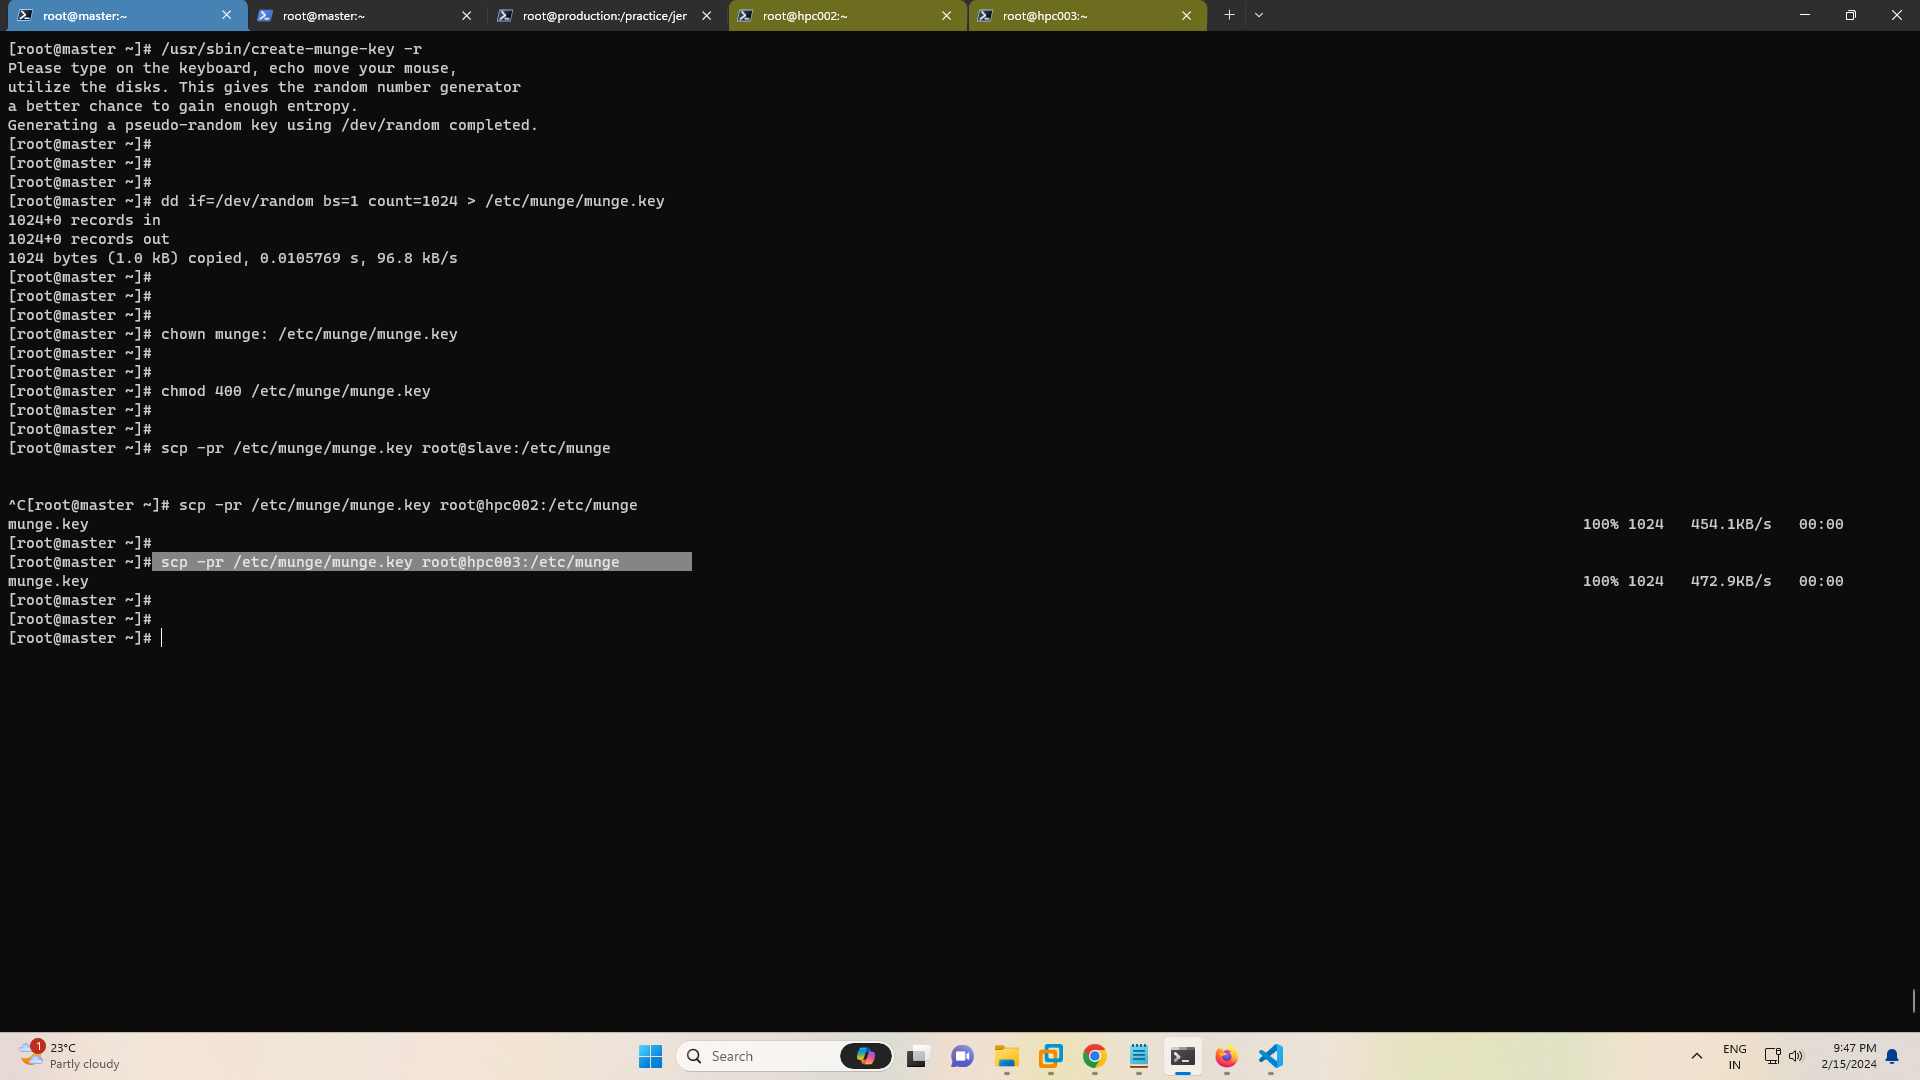 root@master:~
root@master:~
root@production:/practice/jer
root@hpc002:~
root@hpc003:~
[root@master ~]# /usr/sbin/create-munge-key -r
Please type on the keyboard, echo move your mouse,
utilize the disks. This gives the random number generator
a better chance to gain enough entropy.
Generating a pseudo-random key using /dev/random completed.
[root@master ~]#
[root@master ~]#
[root@master ~]#
[root@master ~]# dd if=/dev/random bs=1 count=1024 > /etc/munge/munge.key
1024+0 records in
1024+0 records out
1024 bytes (1.0 kB) copied, 0.0105769 s, 96.8 kB/s
[root@master ~]#
[root@master ~]#
[root@master ~]#
[root@master ~]# chown munge: /etc/munge/munge.key
[root@master ~]#
[root@master ~]#
[root@master ~]# chmod 400 /etc/munge/munge.key
[root@master ~]#
[root@master ~]#
[root@master ~]# scp -pr /etc/munge/munge.key root@slave:/etc/munge
^C[root@master ~]# scp -pr /etc/munge/munge.key root@hpc002:/etc/munge
munge.key 100% 1024 454.1KB/s 00:00
[root@master ~]#
[root@master ~]# scp -pr /etc/munge/munge.key root@hpc003:/etc/munge
munge.key 100% 1024 472.9KB/s 00:00
[root@master ~]#
[root@master ~]#
[root@master ~]#
1
23°C
Partly cloudy
Search
ENG
IN
9:47 PM
2/15/2024